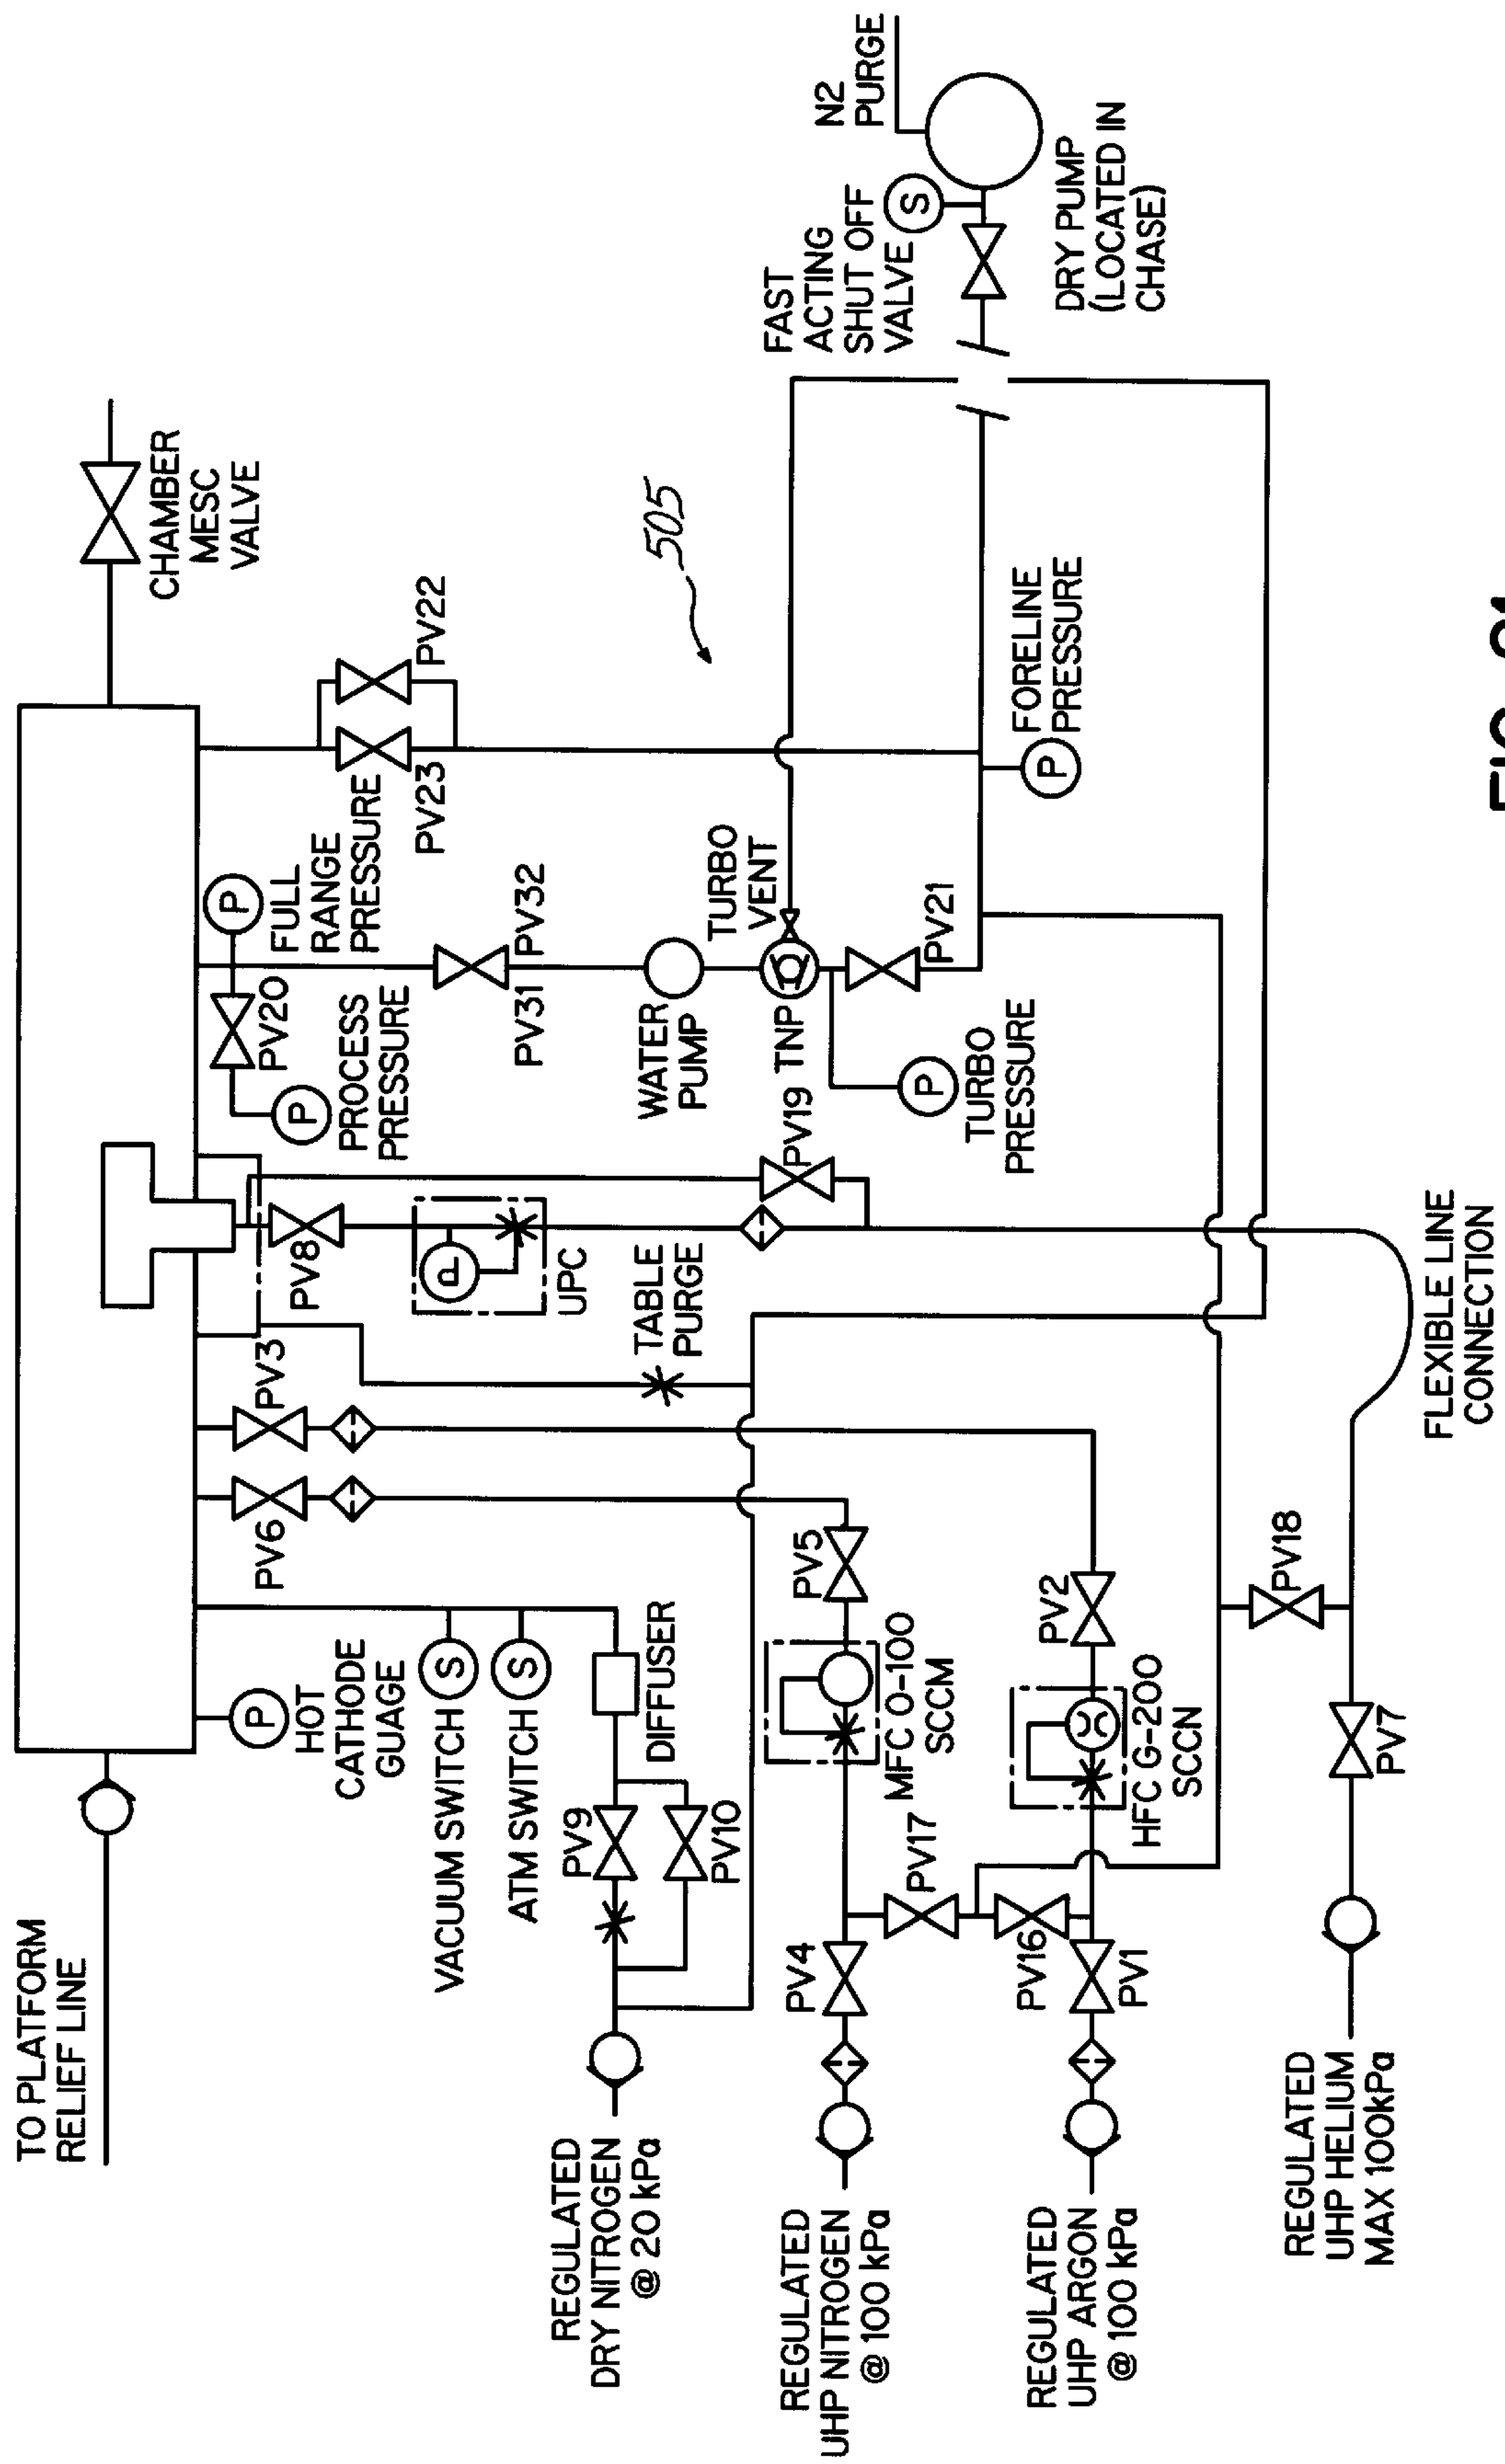 TO PLATFORM
RELIEF LINE
CHAMBER
MESC
VALVE
P
HOT
CATHODE
GUAGE
VACUUM SWITCH
S
ATM SWITCH
S
PV9
PV10
DIFFUSER
REGULATED
DRY NITROGEN
@ 20 kPa
PV6
PV3
PV8
P
UPC
TABLE
PURGE
PV19
P
PROCESS
PRESSURE
PV20
P
FULL
RANGE
PRESSURE
PV31
PV32
WATER
PUMP
TNP
TURBO
VENT
P
TURBO
PRESSURE
PV21
PV23
PV22
505
P
FORELINE
PRESSURE
FAST
ACTING
SHUT OFF
VALVE
S
N2
PURGE
DRY PUMP
(LOCATED IN
CHASE)
REGULATED
UHP NITROGEN
@ 100 kPa
PV4
PV17
MFC 0-100
SCCM
PV5
REGULATED
UHP ARGON
@ 100 kPa
PV16
PV1
HFC G-200
SCCN
PV2
REGULATED
UHP HELIUM
MAX 100kPa
PV7
PV18
FLEXIBLE LINE
CONNECTION